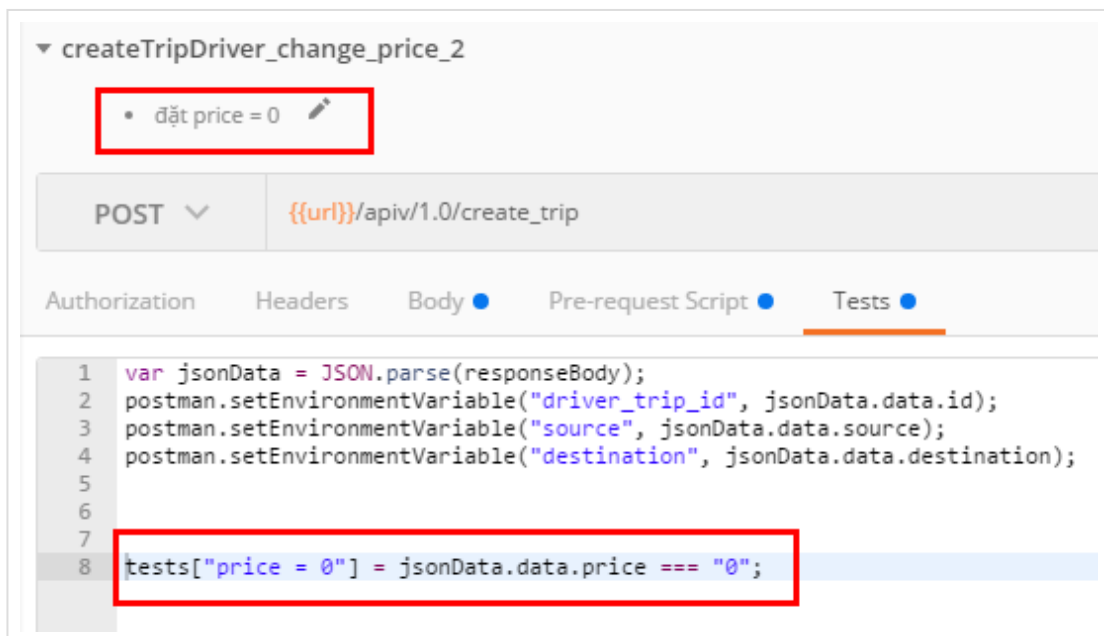 createTripDriver_change_price_2
• đặt price = 0
POST {{url}}/apiv/1.0/create_trip
Authorization Headers Body Pre-request Script Tests
1 var jsonData = JSON.parse(responseBody);
2 postman.setEnvironmentVariable("driver_trip_id", jsonData.data.id);
3 postman.setEnvironmentVariable("source", jsonData.data.source);
4 postman.setEnvironmentVariable("destination", jsonData.data.destination);
5
6
7
8 tests["price = 0"] = jsonData.data.price === "0";